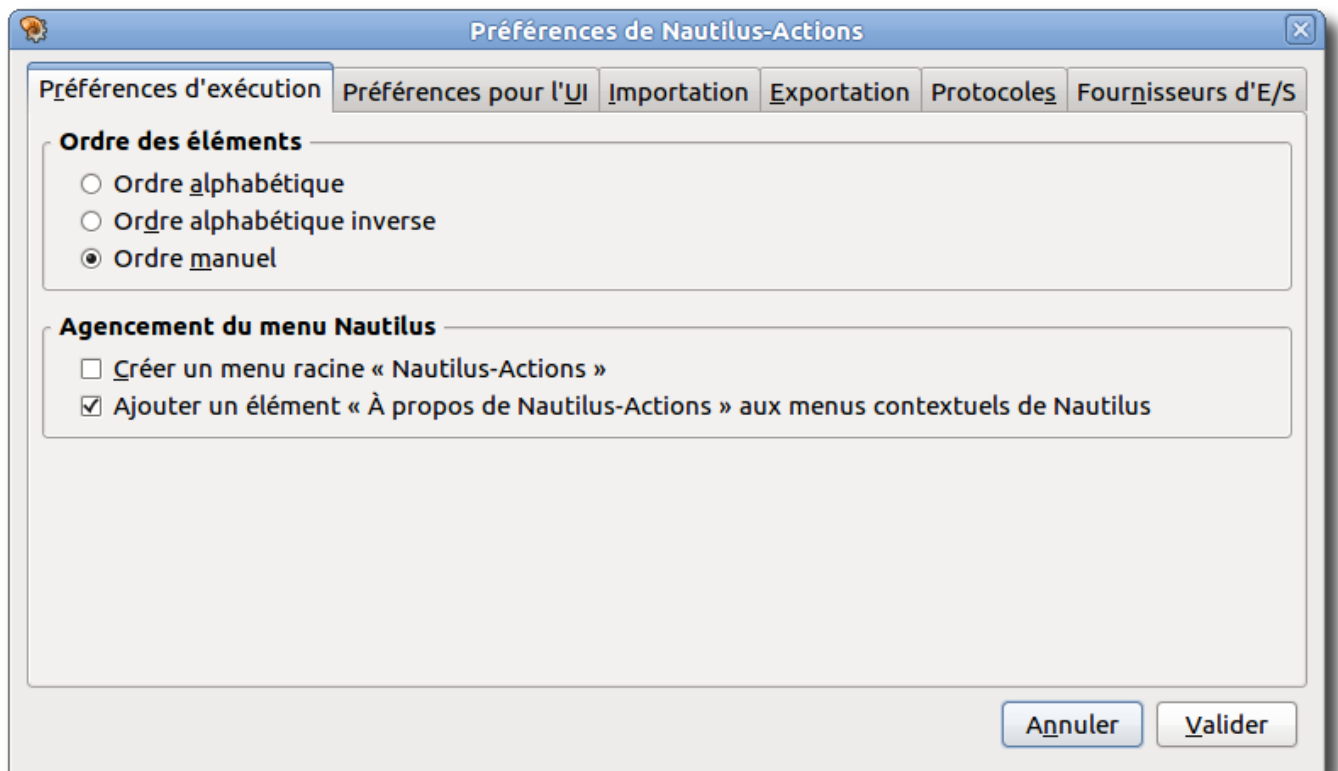 Préférences de Nautilus-Actions
Préférences d'exécution Préférences pour l'UI Importation Exportation Protocoles Fournisseurs d'E/S
Ordre des éléments
Ordre alphabétique
Ordre alphabétique inverse
Ordre manuel
Agencement du menu Nautilus
Créer un menu racine « Nautilus-Actions »
Ajouter un élément « À propos de Nautilus-Actions » aux menus contextuels de Nautilus
Annuler Valider